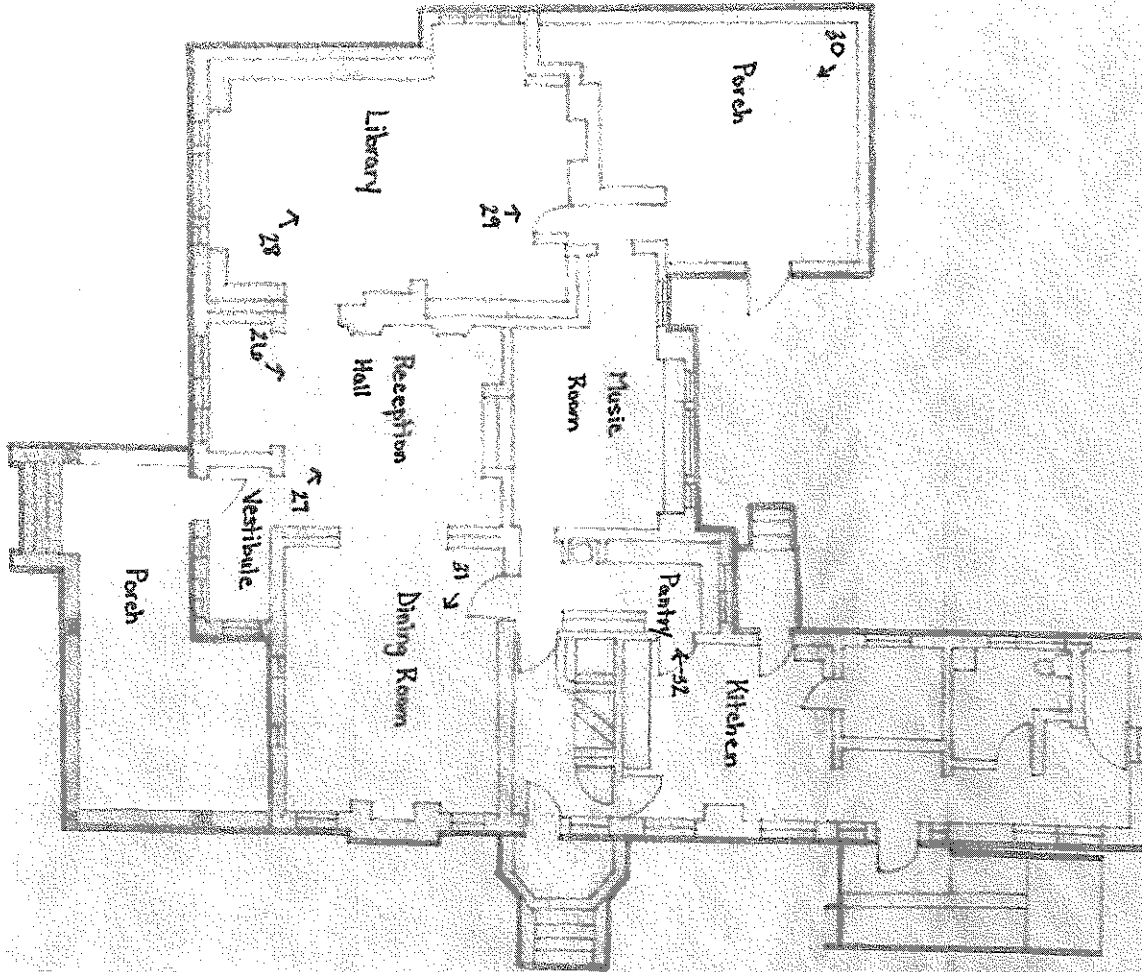 30
Porch
Library
29
28
26
Reception
Hall
Music
Room
27
Vestibule
Porch
31
Dining Room
Pantry
32
Kitchen